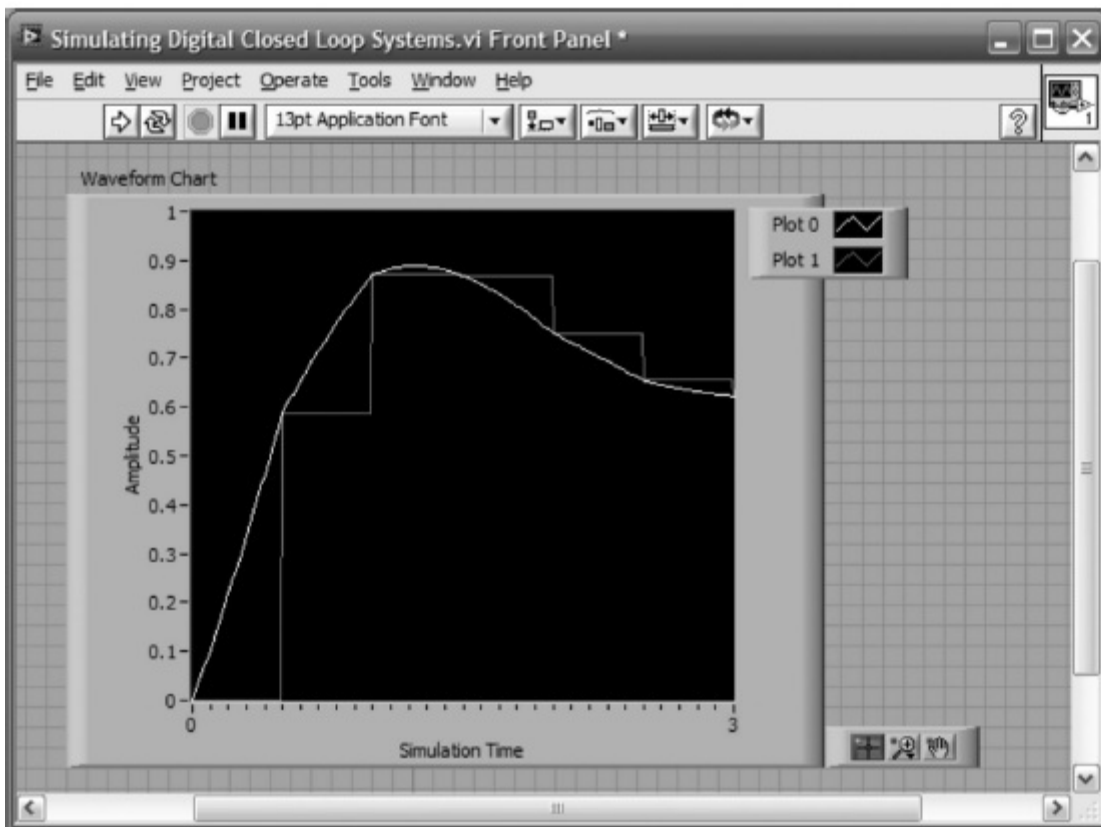 Simulating Digital Closed Loop Systems.vi Front Panel *
File Edit View Project Operate Tools Window Help
13pt Application Font
?
1
Waveform Chart
Plot 0
Plot 1
1
0.9
0.8
0.7
0.6
0.5
0.4
0.3
0.2
0.1
0
Amplitude
0
3
Simulation Time